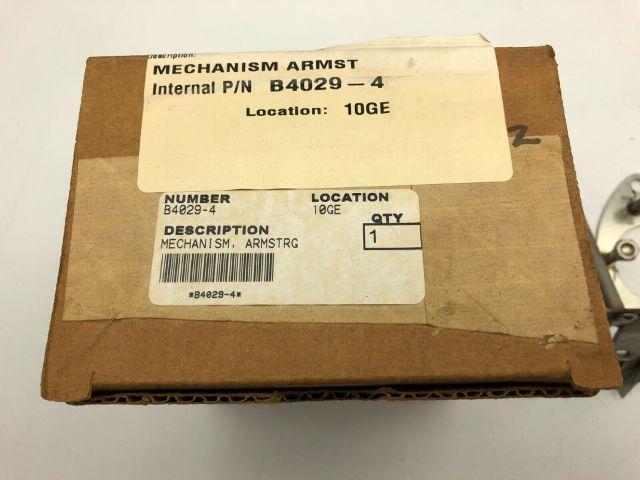 Description:
MECHANISM ARMST
Internal P/N B4029-4
Location: 10GE
2
NUMBER LOCATION
B4029-4 10GE
QTY
DESCRIPTION 1
MECHANISM, ARMSTRG
*B4029-4*